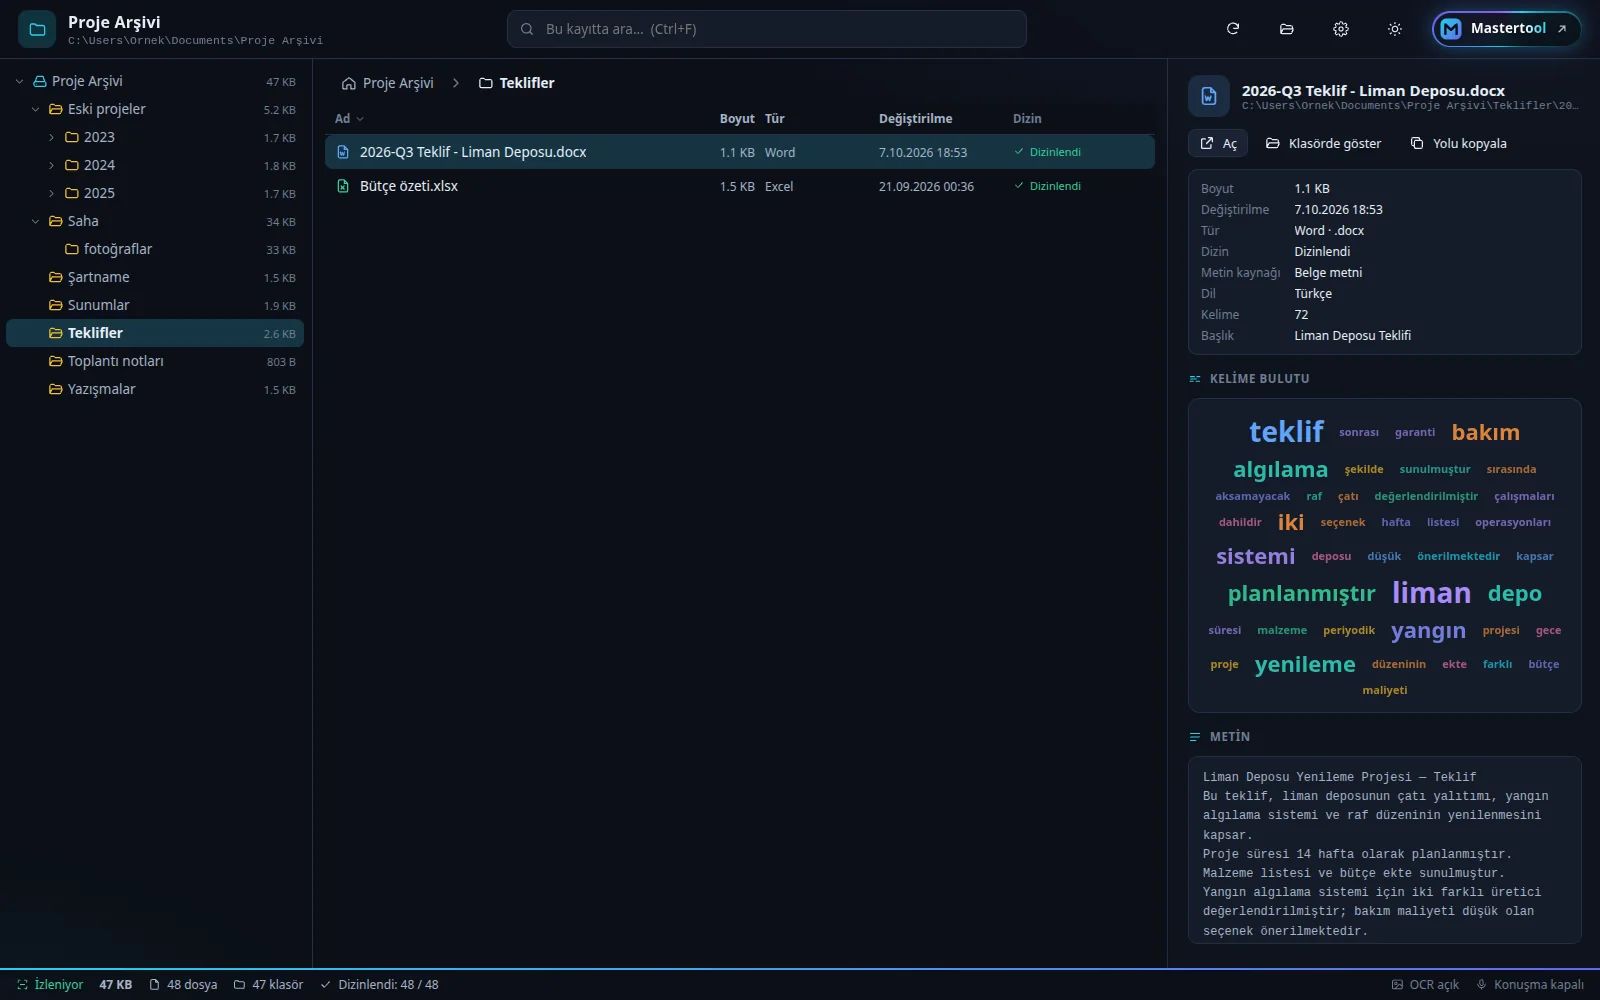 Proje Arşivi
C:\Users\Ornek\Documents\Proje Arşivi
Bu kayıtta ara... (Ctrl+F)
Mastertool
Proje Arşivi 47 KB
Eski projeler 5.2 KB
2023 1.7 KB
2024 1.8 KB
2025 1.7 KB
Saha 34 KB
fotoğraflar 33 KB
Şartname 1.5 KB
Sunumlar 1.9 KB
Teklifler 2.6 KB
Toplantı notları 803 B
Yazışmalar 1.5 KB
Proje Arşivi > Teklifler
Ad Boyut Tür Değiştirilme Dizin
2026-Q3 Teklif - Liman Deposu.docx 1.1 KB Word 7.10.2026 18:53 Dizinlendi
Bütçe özeti.xlsx 1.5 KB Excel 21.09.2026 00:36 Dizinlendi
2026-Q3 Teklif - Liman Deposu.docx
C:\Users\Ornek\Documents\Proje Arşivi\Teklifler\20...
Aç Klasörde göster Yolu kopyala
Boyut 1.1 KB
Değiştirilme 7.10.2026 18:53
Tür Word · .docx
Dizin Dizinlendi
Metin kaynağı Belge metni
Dil Türkçe
Kelime 72
Başlık Liman Deposu Teklifi
KELİME BULUTU
teklif sonrası garanti bakım
algılama şekilde sunulmuştur sırasında
aksamayacak raf çatı değerlendirilmiştir çalışmaları
dahildir iki seçenek hafta listesi operasyonları
sistemi deposu düşük önerilmektedir kapsar
planlanmıştır liman depo
süresi malzeme periyodik yangın projesi gece
proje yenileme düzeninin ekte farklı bütçe
maliyeti
METİN
Liman Deposu Yenileme Projesi — Teklif
Bu teklif, liman deposunun çatı yalıtımı, yangın
algılama sistemi ve raf düzeninin yenilenmesini
kapsar.
Proje süresi 14 hafta olarak planlanmıştır.
Malzeme listesi ve bütçe ekte sunulmuştur.
Yangın algılama sistemi için iki farklı üretici
değerlendirilmiştir; bakım maliyeti düşük olan
seçenek önerilmektedir.
İzleniyor 47 KB 48 dosya 47 klasör Dizinlendi: 48 / 48
OCR açık Konuşma kapalı